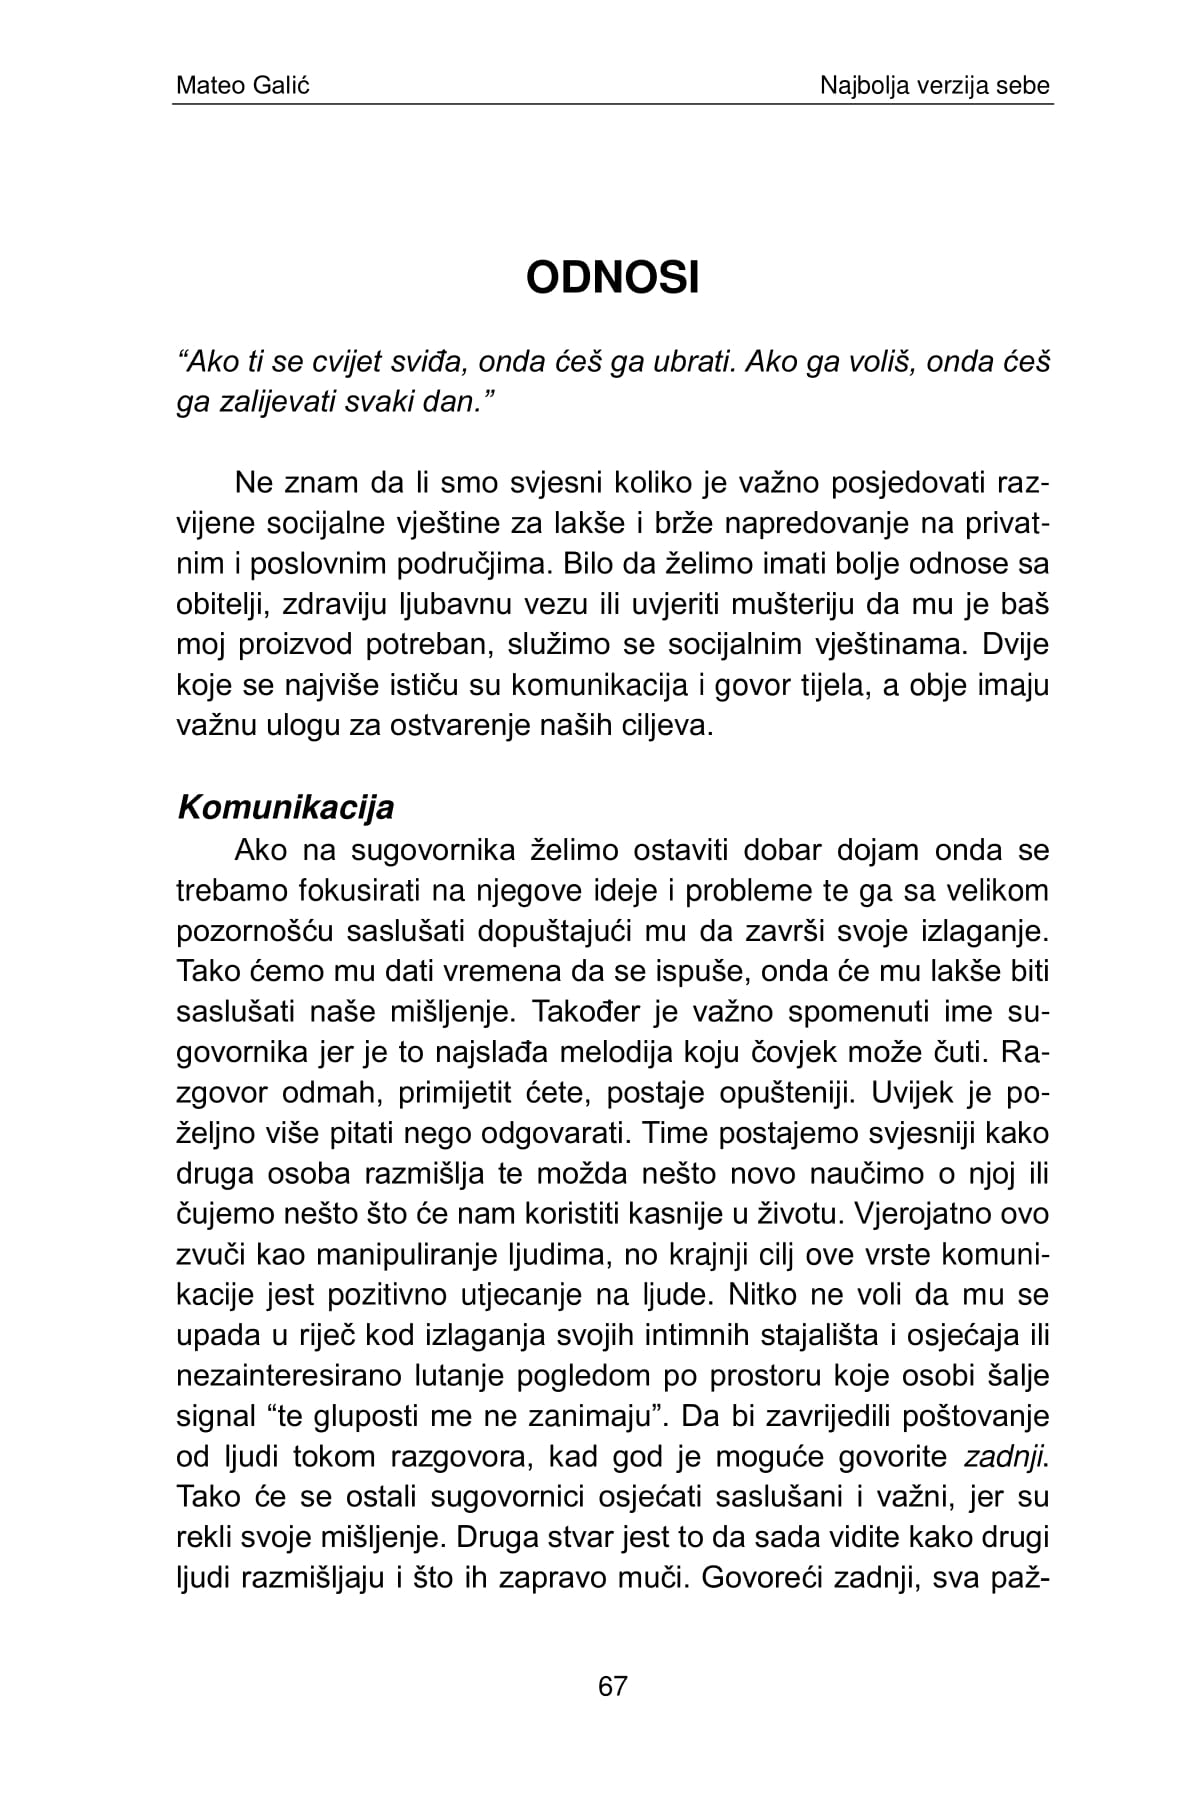 Mateo Galić Najbolja verzija sebe
ODNOSI
“Ako ti se cvijet sviđa, onda ćeš ga ubrati. Ako ga voliš, onda ćeš
ga zalijevati svaki dan.”
Ne znam da li smo svjesni koliko je važno posjedovati raz-
vijene socijalne vještine za lakše i brže napredovanje na privat-
nim i poslovnim područjima. Bilo da želimo imati bolje odnose sa
obitelji, zdraviju ljubavnu vezu ili uvjeriti mušteriju da mu je baš
moj proizvod potreban, služimo se socijalnim vještinama. Dvije
koje se najviše ističu su komunikacija i govor tijela, a obje imaju
važnu ulogu za ostvarenje naših ciljeva.
Komunikacija
Ako na sugovornika želimo ostaviti dobar dojam onda se
trebamo fokusirati na njegove ideje i probleme te ga sa velikom
pozornošću saslušati dopuštajući mu da završi svoje izlaganje.
Tako ćemo mu dati vremena da se ispuše, onda će mu lakše biti
saslušati naše mišljenje. Također je važno spomenuti ime su-
govornika jer je to najslađa melodija koju čovjek može čuti. Ra-
zgovor odmah, primijetit ćete, postaje opušteniji. Uvijek je po-
željno više pitati nego odgovarati. Time postajemo svjesniji kako
druga osoba razmišlja te možda nešto novo naučimo o njoj ili
čujemo nešto što će nam koristiti kasnije u životu. Vjerojatno ovo
zvuči kao manipuliranje ljudima, no krajnji cilj ove vrste komuni-
kacije jest pozitivno utjecanje na ljude. Nitko ne voli da mu se
upada u riječ kod izlaganja svojih intimnih stajališta i osjećaja ili
nezainteresirano lutanje pogledom po prostoru koje osobi šalje
signal “te gluposti me ne zanimaju”. Da bi zavrijedili poštovanje
od ljudi tokom razgovora, kad god je moguće govorite zadnji.
Tako će se ostali sugovornici osjećati saslušani i važni, jer su
rekli svoje mišljenje. Druga stvar jest to da sada vidite kako drugi
ljudi razmišljaju i što ih zapravo muči. Govoreći zadnji, sva paž-
67